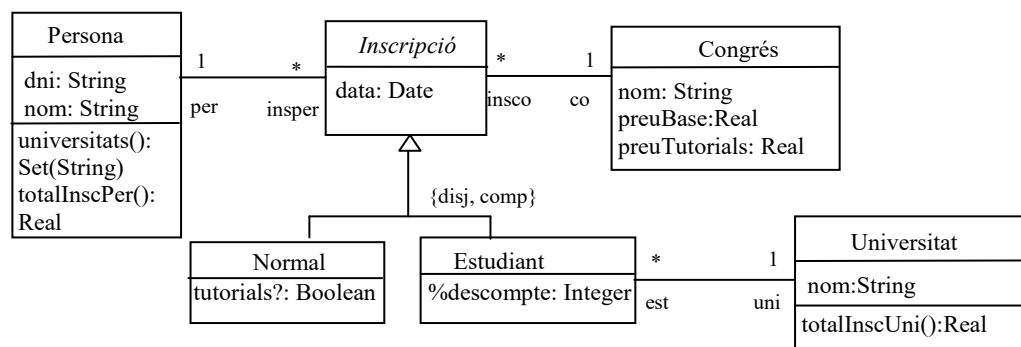 Persona
dni: String
nom: String
universitats():
Set(String)
totalInscPer():
Real
1
per
*
insper
Inscripció
data: Date
*
insco
1
co
Congrés
nom: String
preuBase:Real
preuTutorials: Real
{disj, comp}
Normal
tutorials?: Boolean
Estudiant
%descompte: Integer
*
est
1
uni
Universitat
nom:String
totalInscUni():Real